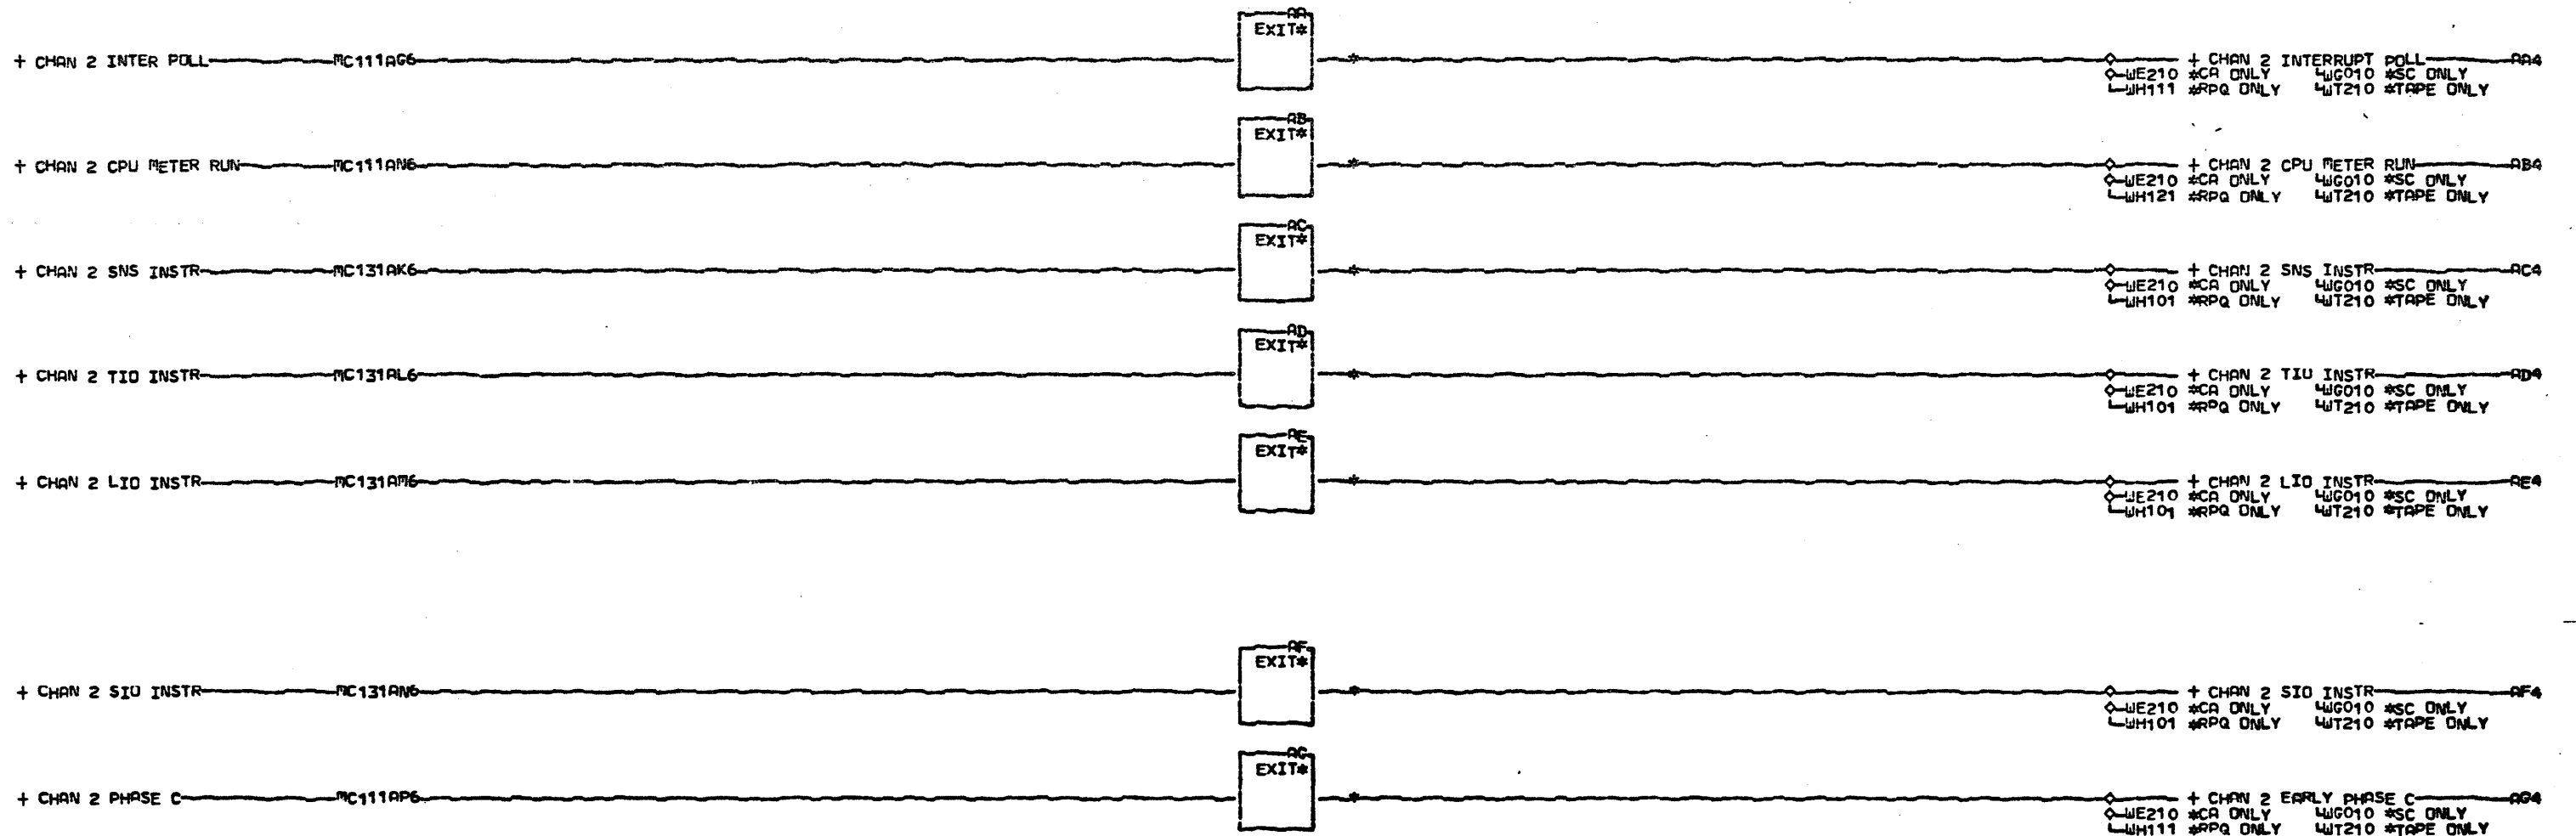 AA
EXIT*
+ CHAN 2 INTER POLL MC111AG6 * + CHAN 2 INTERRUPT POLL AA4
WE210 *CA ONLY WG010 *SC ONLY
WH111 *RPQ ONLY WT210 *TAPE ONLY
AB
EXIT*
+ CHAN 2 CPU METER RUN MC111AN6 * + CHAN 2 CPU METER RUN AB4
WE210 *CA ONLY WG010 *SC ONLY
WH121 *RPQ ONLY WT210 *TAPE ONLY
AC
EXIT*
+ CHAN 2 SNS INSTR MC131AK6 * + CHAN 2 SNS INSTR AC4
WE210 *CA ONLY WG010 *SC ONLY
WH101 *RPQ ONLY WT210 *TAPE ONLY
AD
EXIT*
+ CHAN 2 TIO INSTR MC131AL6 * + CHAN 2 TIO INSTR AD4
WE210 *CA ONLY WG010 *SC ONLY
WH101 *RPQ ONLY WT210 *TAPE ONLY
AE
EXIT*
+ CHAN 2 LIO INSTR MC131AM6 * + CHAN 2 LIO INSTR AE4
WE210 *CA ONLY WG010 *SC ONLY
WH101 *RPQ ONLY WT210 *TAPE ONLY
AF
EXIT*
+ CHAN 2 SIO INSTR MC131AN6 * + CHAN 2 SIO INSTR AF4
WE210 *CA ONLY WG010 *SC ONLY
WH101 *RPQ ONLY WT210 *TAPE ONLY
AG
EXIT*
+ CHAN 2 PHASE C MC111AP6 * + CHAN 2 EARLY PHASE C AG4
WE210 *CA ONLY WG010 *SC ONLY
WH111 *RPQ ONLY WT210 *TAPE ONLY